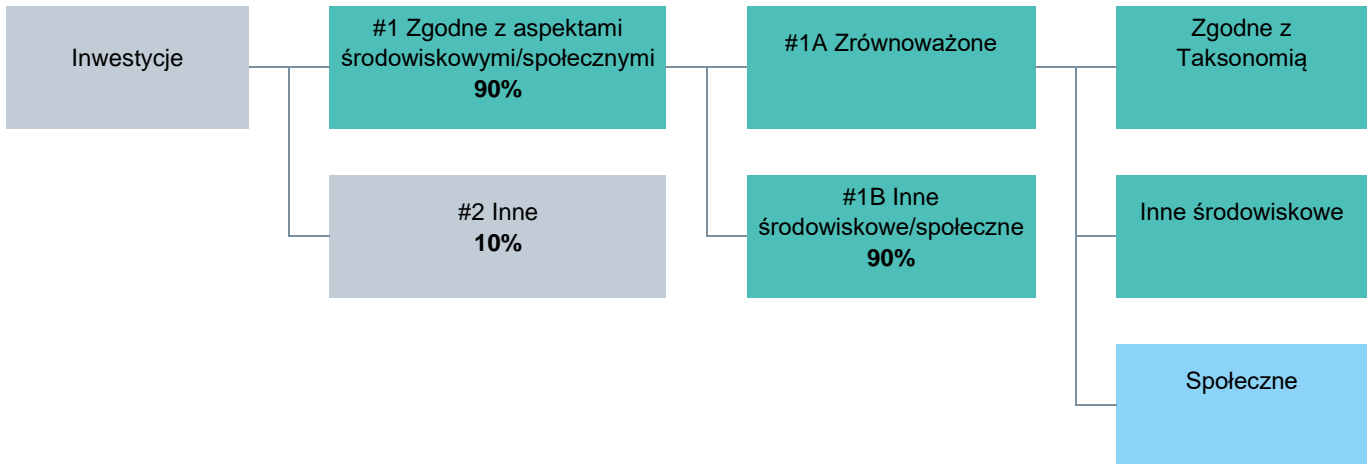 Inwestycje
#1 Zgodne z aspektami
środowiskowymi/społecznymi
90%
#1A Zrównoważone
Zgodne z
Taksonomią
#2 Inne
10%
#1B Inne
środowiskowe/społeczne
90%
Inne środowiskowe
Społeczne